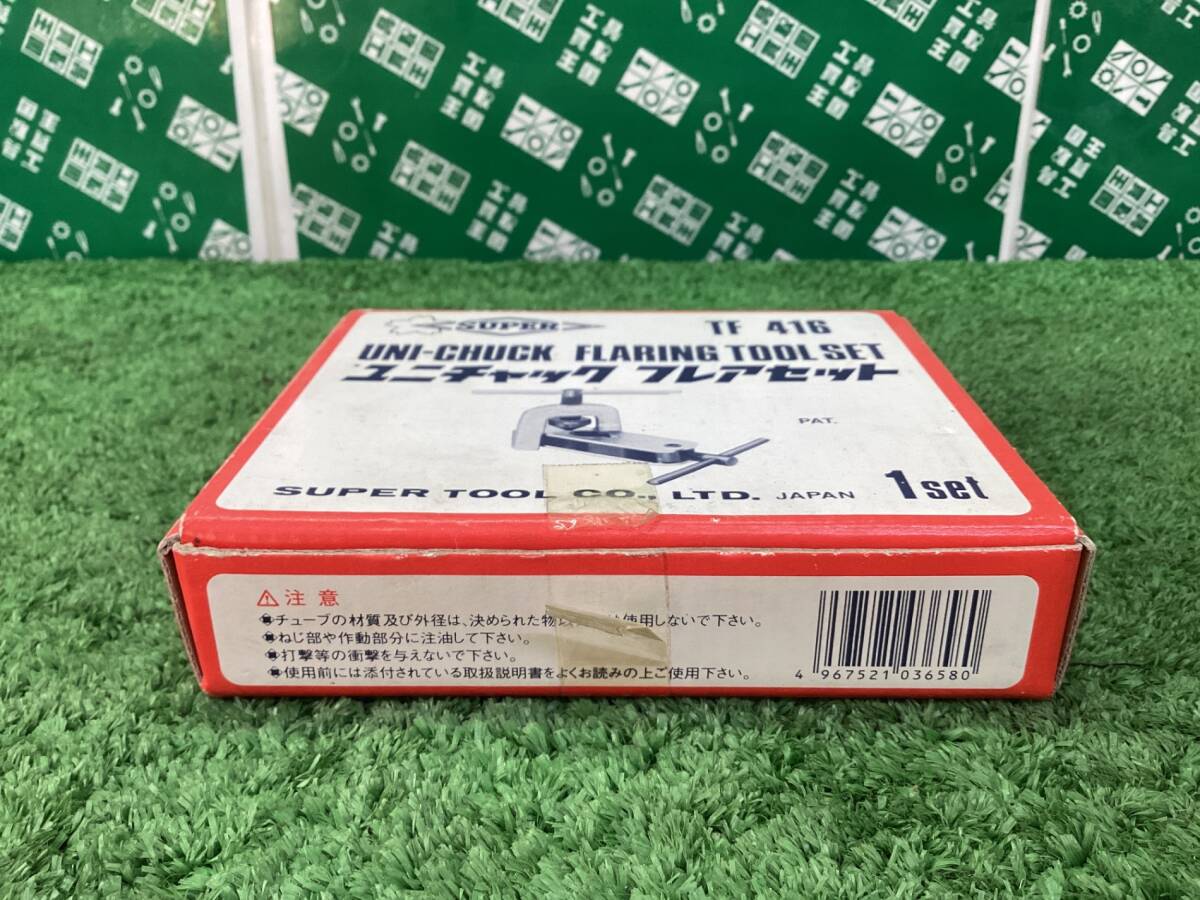 SUPER TF 416
UNI-CHUCK FLARING TOOL SET
ユニチャック フレアセット
PAT.
SUPER TOOL CO., LTD. JAPAN 1 set
注意
チューブの材質及び外径は、決められた物 使用しないで下さい。
ねじ部や作動部分に注油して下さい。
打撃等の衝撃を与えないで下さい。
使用前には添付されている取扱説明書をよくお読みの上ご使用下さい。
4 967521 036580